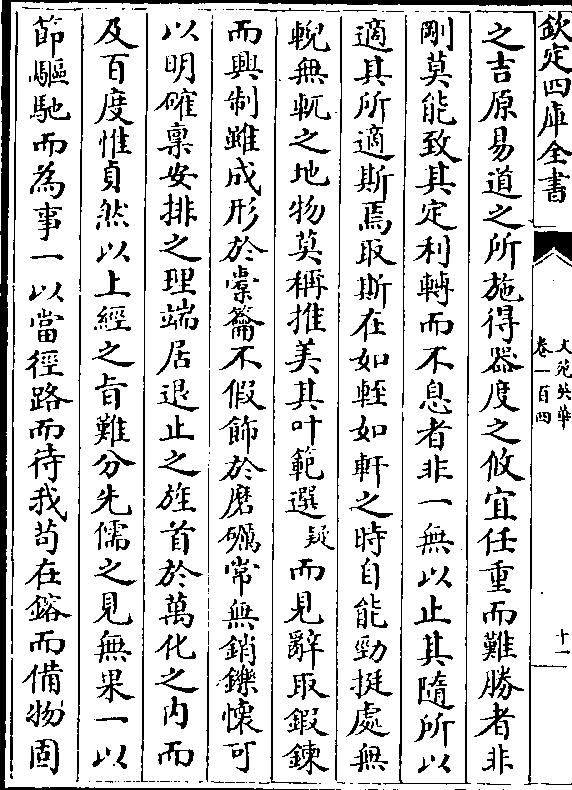 欽定四庫全書
文苑英華
卷一百四
十一
之吉原易道之所施得器度之攸宜任重而難勝者非
剛莫能致其定利轉而不息者非一無以止其隨所以
適其所適斯焉取斯在如輊如軒之時自能勁挺處無
輗無軏之地物莫稱推美其叶範選疑而見辭取鍜鍊
而興制雖成形於橐籥不假飾於磨礪常無銷鑠懐可
以明確禀安排之理端居退止之旌首於萬化之内而
及百度惟貞然以上經之㫖難分先儒之見無果一以
節驅馳而為事一以當徑路而待我茍在鎔而備物固